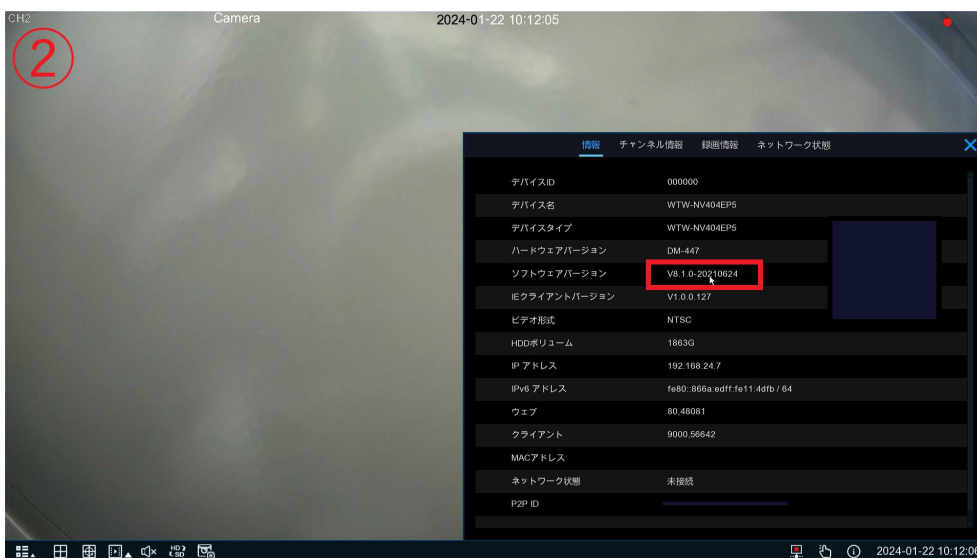 CH2 Camera 2024-01-22 10:12:05
②
情報 チャンネル情報 録画情報 ネットワーク状態
デバイスID 000000
デバイス名 WTW-NV404EP5
デバイスタイプ WTW-NV404EP5
ハードウェアバージョン DM-447
ソフトウェアバージョン V8.1.0-20210624
IEクライアントバージョン V1.0.0.127
ビデオ形式 NTSC
HDDボリューム 1863G
IP アドレス 192.168.24.7
IPv6 アドレス fe80::866a:edff:fe11:4dfb / 64
ウェブ 80,48081
クライアント 9000,56642
MACアドレス
ネットワーク状態 未接続
P2P ID
2024-01-22 10:12:06